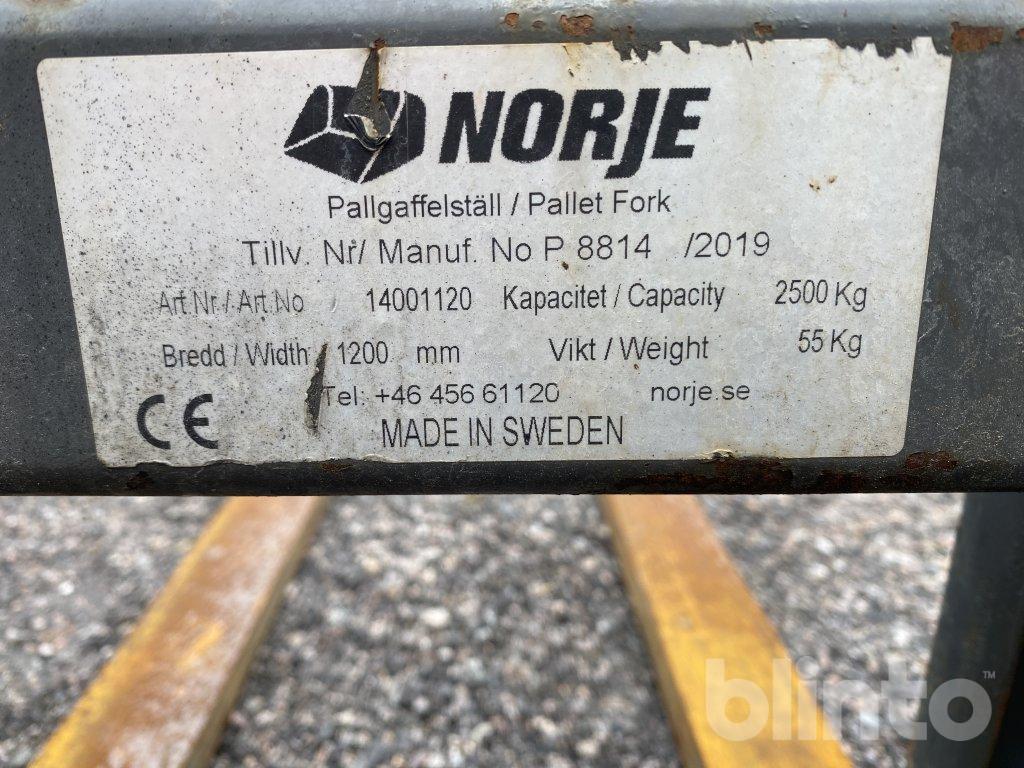 NORJE
Pallgaffelställ / Pallet Fork
Tillv. Nr/ Manuf. No P 8814 /2019
Art.Nr / Art.No 14001120 Kapacitet / Capacity 2500 Kg
Bredd / Width 1200 mm Vikt / Weight 55 Kg
Tel: +46 456 61120 norje.se
CE MADE IN SWEDEN
blinto™